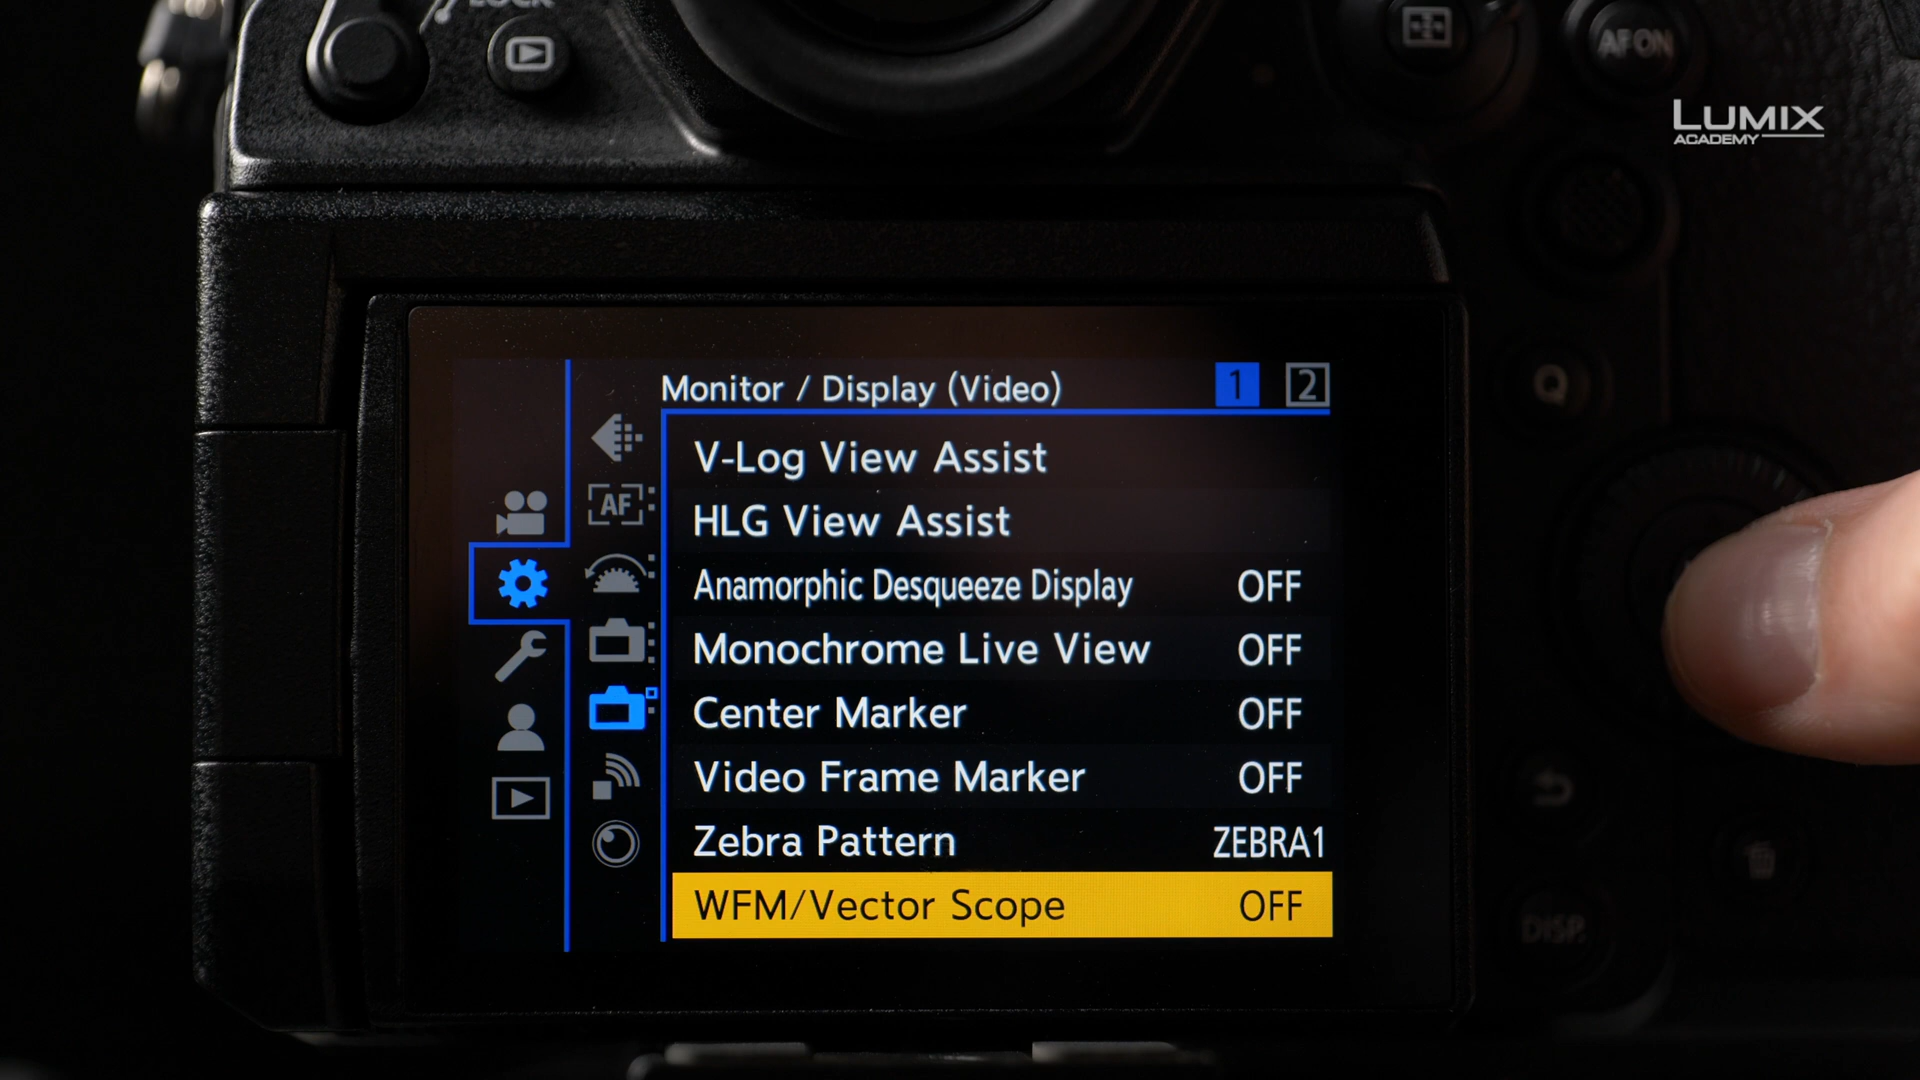 LOCK
AF ON
LUMIX
ACADEMY
Q
Monitor / Display (Video) 1 2
AF
V-Log View Assist
HLG View Assist
Anamorphic Desqueeze Display OFF
Monochrome Live View OFF
Center Marker OFF
Video Frame Marker OFF
Zebra Pattern ZEBRA1
WFM/Vector Scope OFF
DISP.